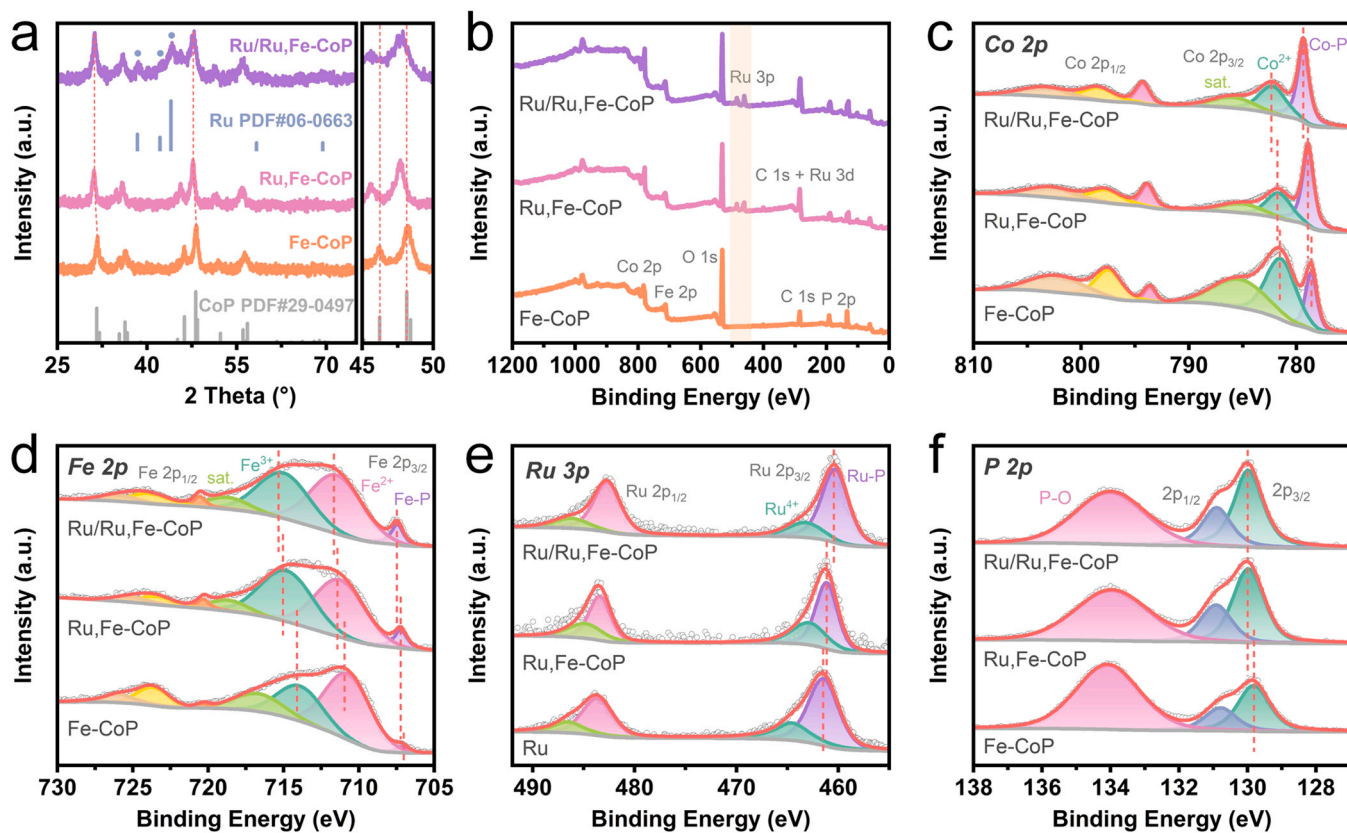 a
Ru/Ru,Fe-CoP
Ru PDF#06-0663
Ru,Fe-CoP
Fe-CoP
CoP PDF#29-0497
Intensity (a.u.)
25 40 55 70 45 50
2 Theta (°)
b
Ru 3p
Ru/Ru,Fe-CoP
C 1s + Ru 3d
Ru,Fe-CoP
O 1s
Co 2p
Fe 2p
C 1s P 2p
Fe-CoP
Intensity (a.u.)
1200 1000 800 600 400 200 0
Binding Energy (eV)
c
Co 2p
Co-P
Co 2p1/2
Co 2p3/2
Co2+
sat.
Ru/Ru,Fe-CoP
Ru,Fe-CoP
Fe-CoP
Intensity (a.u.)
810 800 790 780
Binding Energy (eV)
d
Fe 2p
Fe 2p1/2
sat.
Fe3+
Fe 2p3/2
Fe2+
Fe-P
Ru/Ru,Fe-CoP
Ru,Fe-CoP
Fe-CoP
Intensity (a.u.)
730 725 720 715 710 705
Binding Energy (eV)
e
Ru 3p
Ru 2p1/2
Ru 2p3/2
Ru-P
Ru4+
Ru/Ru,Fe-CoP
Ru,Fe-CoP
Ru
Intensity (a.u.)
490 480 470 460
Binding Energy (eV)
f
P 2p
P-O
2p1/2
2p3/2
Ru/Ru,Fe-CoP
Ru,Fe-CoP
Fe-CoP
Intensity (a.u.)
138 136 134 132 130 128
Binding Energy (eV)